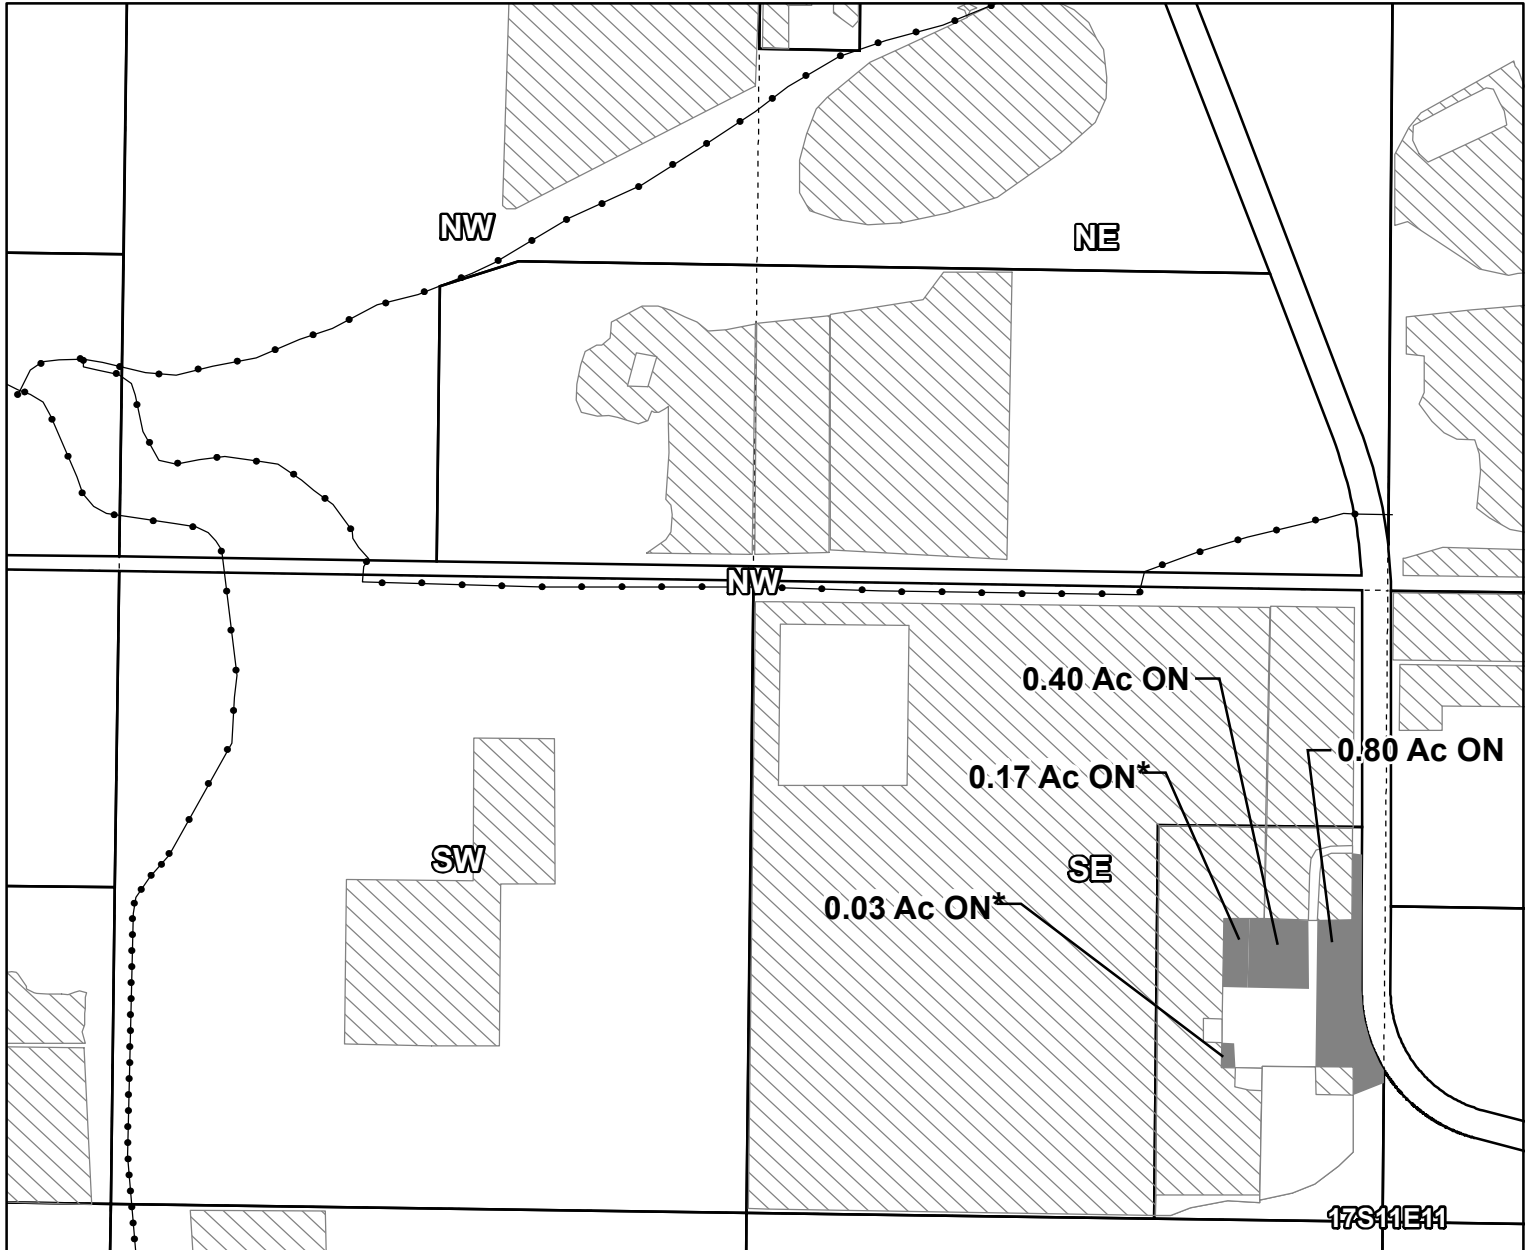 NW
NE
NW
0.40 Ac ON
0.80 Ac ON
0.17 Ac ON*
SW
SE
0.03 Ac ON*
17S11E11